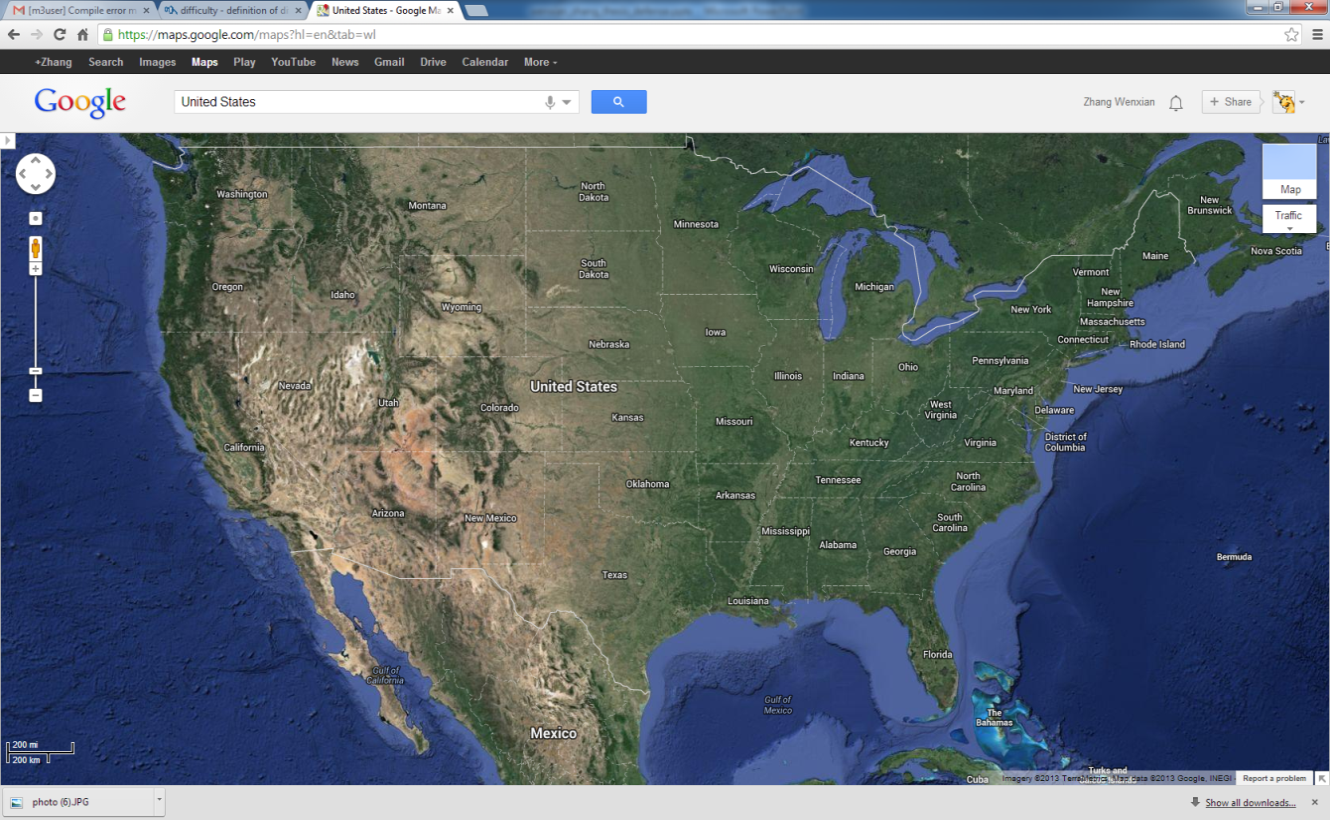 [m3user] Compile error m
difficulty - definition of di
United States - Google Ma
https://maps.google.com/maps?hl=en&tab=wl
+Zhang Search Images Maps Play YouTube News Gmail Drive Calendar More
Google
United States
Zhang Wenxian
+ Share
Map
Traffic
Washington
Montana
North
Dakota
Minnesota
New
Brunswick
Nova Scotia
Maine
Oregon
Idaho
Wyoming
South
Dakota
Wisconsin
Michigan
Vermont
New
Hampshire
New York
Massachusetts
Connecticut
Rhode Island
Nebraska
Iowa
Illinois
Indiana
Ohio
Pennsylvania
Maryland
New Jersey
Delaware
District of
Columbia
Nevada
Utah
Colorado
United States
Kansas
Missouri
West
Virginia
Virginia
Kentucky
California
Arizona
New Mexico
Oklahoma
Arkansas
Tennessee
North
Carolina
South
Carolina
Mississippi
Alabama
Georgia
Bermuda
Texas
Louisiana
Florida
Gulf of
California
Gulf of
Mexico
Mexico
The
Bahamas
Cuba
Turks and
200 mi
200 km
Imagery ©2013 TerraMetrics, Map data ©2013 Google, INEGI
Report a problem
photo (6).JPG
Show all downloads...